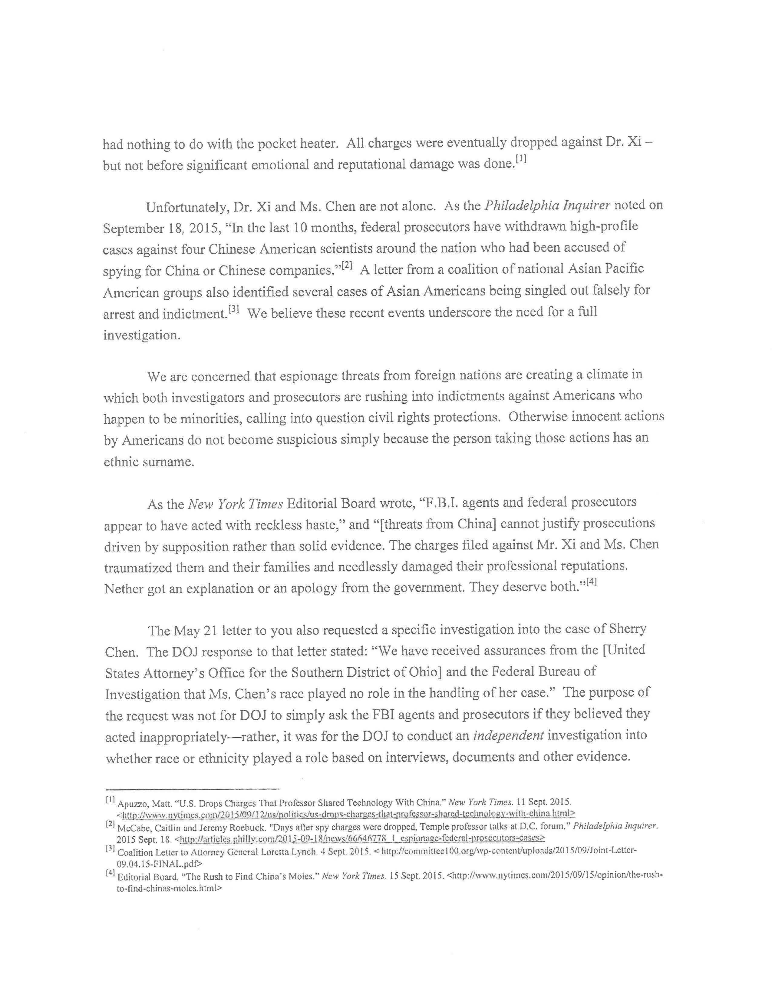 had nothing to do with the pocket heater.  All charges were eventually dropped against Dr. Xi –
but not before significant emotional and reputational damage was done.[1]
Unfortunately, Dr. Xi and Ms. Chen are not alone.  As the Philadelphia Inquirer noted on
September 18, 2015, “In the last 10 months, federal prosecutors have withdrawn high-profile
cases against four Chinese American scientists around the nation who had been accused of
spying for China or Chinese companies.”[2]  A letter from a coalition of national Asian Pacific
American groups also identified several cases of Asian Americans being singled out falsely for
arrest and indictment.[3]  We believe these recent events underscore the need for a full
investigation.
We are concerned that espionage threats from foreign nations are creating a climate in
which both investigators and prosecutors are rushing into indictments against Americans who
happen to be minorities, calling into question civil rights protections.  Otherwise innocent actions
by Americans do not become suspicious simply because the person taking those actions has an
ethnic surname.
As the New York Times Editorial Board wrote, “F.B.I. agents and federal prosecutors
appear to have acted with reckless haste,” and “[threats from China] cannot justify prosecutions
driven by supposition rather than solid evidence. The charges filed against Mr. Xi and Ms. Chen
traumatized them and their families and needlessly damaged their professional reputations.
Nether got an explanation or an apology from the government. They deserve both.”[4]
The May 21 letter to you also requested a specific investigation into the case of Sherry
Chen.  The DOJ response to that letter stated: “We have received assurances from the [United
States Attorney’s Office for the Southern District of Ohio] and the Federal Bureau of
Investigation that Ms. Chen’s race played no role in the handling of her case.”  The purpose of
the request was not for DOJ to simply ask the FBI agents and prosecutors if they believed they
acted inappropriately—rather, it was for the DOJ to conduct an independent investigation into
whether race or ethnicity played a role based on interviews, documents and other evidence.
[1] Apuzzo, Matt. “U.S. Drops Charges That Professor Shared Technology With China.” New York Times. 11 Sept. 2015.
<http://www.nytimes.com/2015/09/12/us/politics/us-drops-charges-that-professor-shared-technology-with-china.html>
[2] McCabe, Caitlin and Jeremy Roebuck. "Days after spy charges were dropped, Temple professor talks at D.C. forum.” Philadelphia Inquirer.
2015 Sept. 18. <http://articles.philly.com/2015-09-18/news/66646778_1_espionage-federal-prosecutors-cases>
[3] Coalition Letter to Attorney General Loretta Lynch. 4 Sept. 2015. < http://committee100.org/wp-content/uploads/2015/09/Joint-Letter-
09.04.15-FINAL.pdf>
[4] Editorial Board. “The Rush to Find China’s Moles.” New York Times. 15 Sept. 2015. <http://www.nytimes.com/2015/09/15/opinion/the-rush-
to-find-chinas-moles.html>